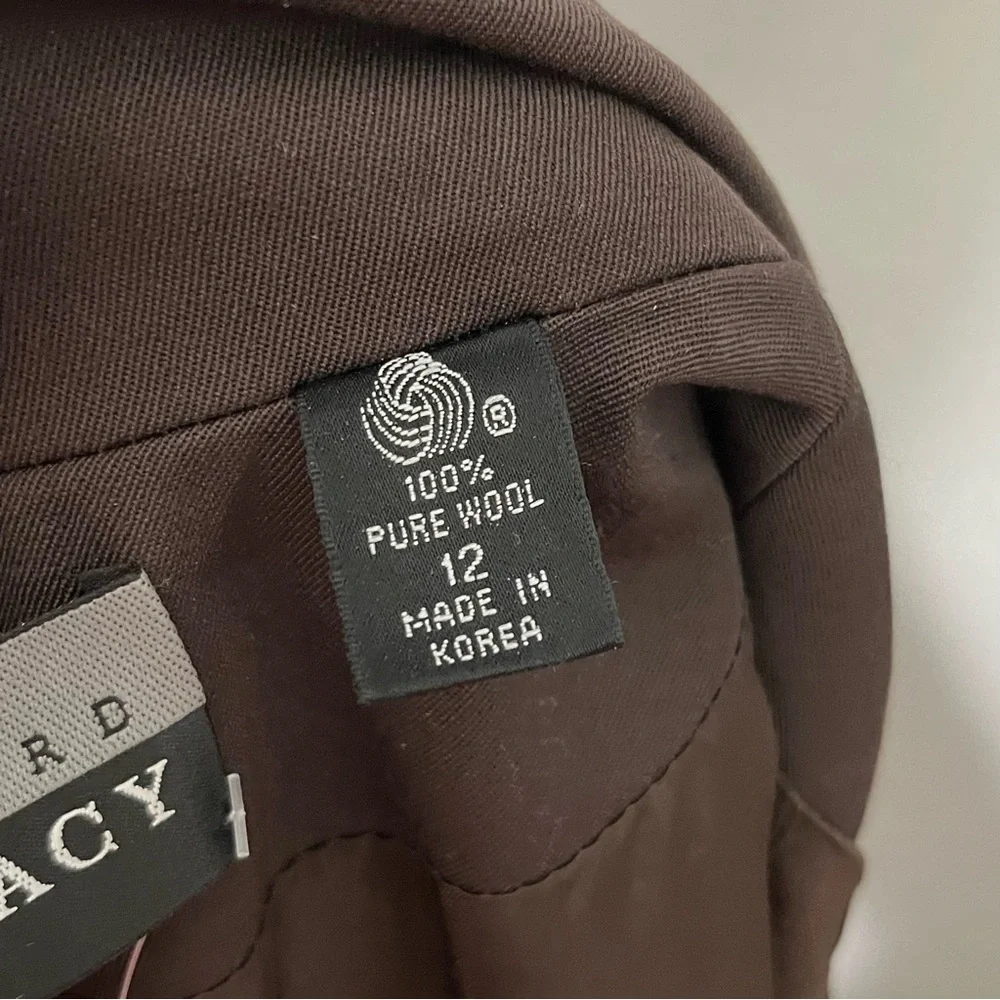 ®
100%
PURE WOOL
12
MADE IN
KOREA
RD
ACY